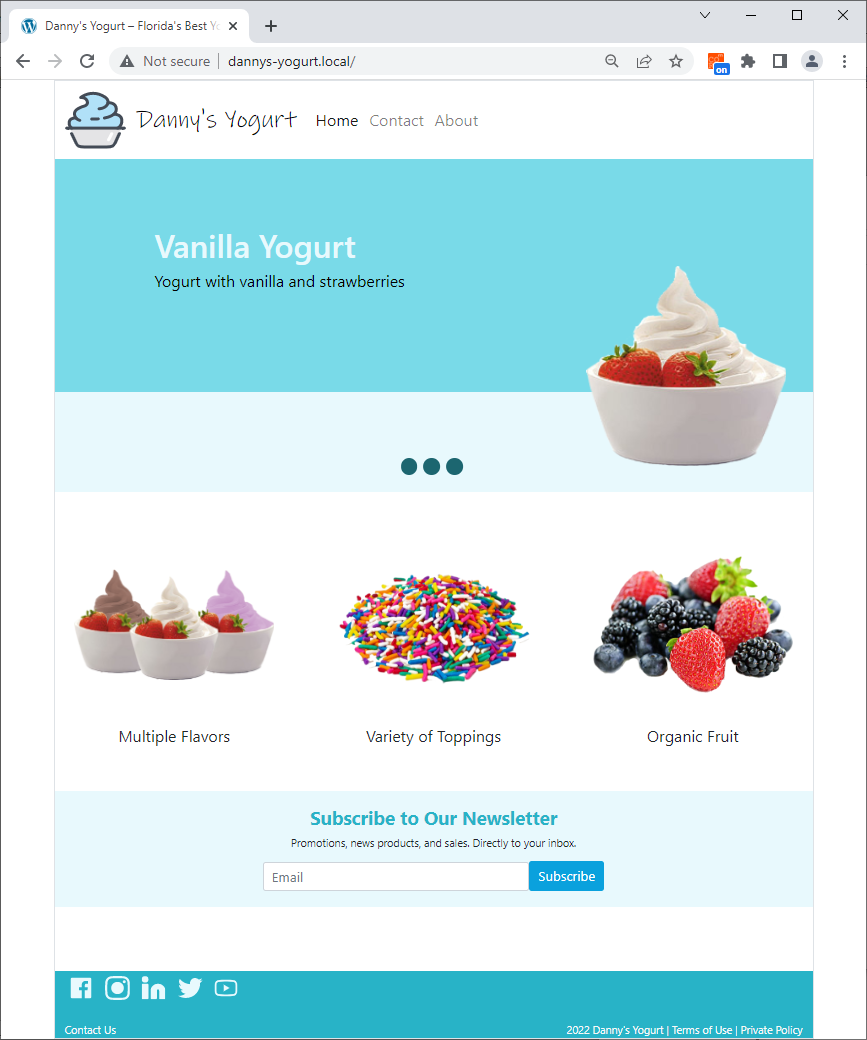 Danny's Yogurt – Florida's Best Yo
Not secure | dannys-yogurt.local/
on
Danny's Yogurt Home Contact About
Vanilla Yogurt
Yogurt with vanilla and strawberries
Multiple Flavors Variety of Toppings Organic Fruit
Subscribe to Our Newsletter
Promotions, news products, and sales. Directly to your inbox.
Email Subscribe
Contact Us 2022 Danny's Yogurt | Terms of Use | Private Policy